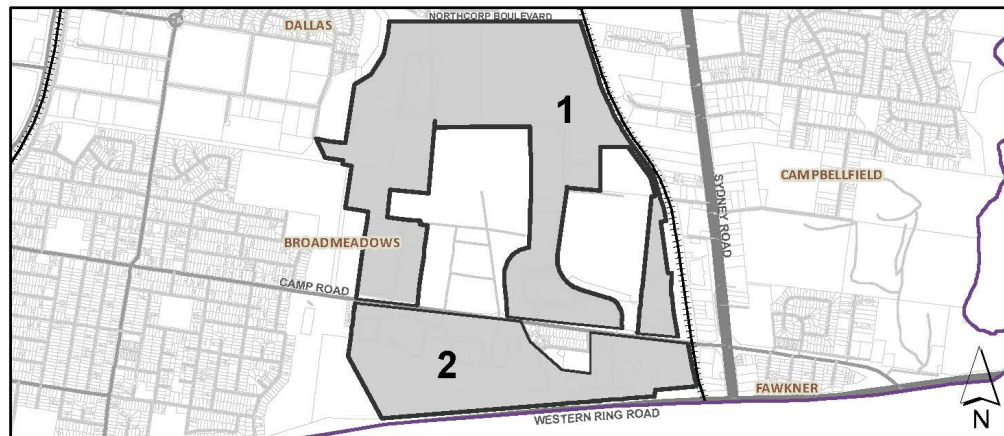 NORTHCORP BOULEVARD
DALLAS
1
SYDNEY ROAD
CAMPBELLFIELD
BROADMEADOWS
CAMP ROAD
2
FAWKNER
WESTERN RING ROAD
N